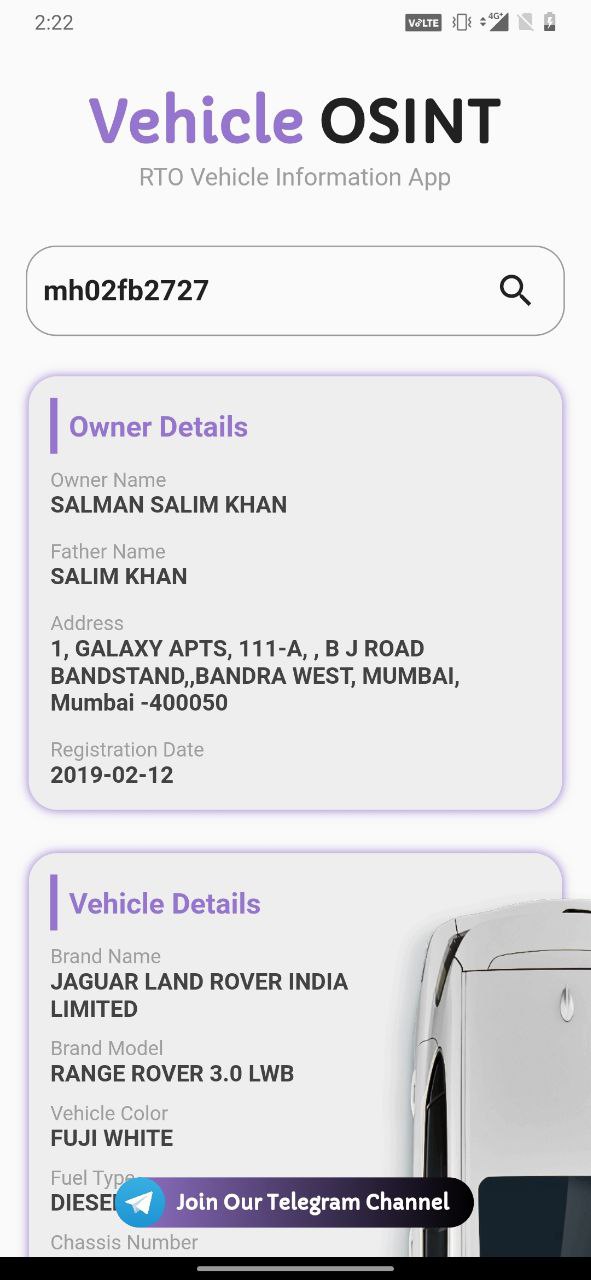 2:22
VoLTE
4G+
Vehicle OSINT
RTO Vehicle Information App
mh02fb2727
Owner Details
Owner Name
SALMAN SALIM KHAN
Father Name
SALIM KHAN
Address
1, GALAXY APTS, 111-A, , B J ROAD
BANDSTAND,,BANDRA WEST, MUMBAI,
Mumbai -400050
Registration Date
2019-02-12
Vehicle Details
Brand Name
JAGUAR LAND ROVER INDIA
LIMITED
Brand Model
RANGE ROVER 3.0 LWB
Vehicle Color
FUJI WHITE
Fuel Type
DIESEL
Join Our Telegram Channel
Chassis Number